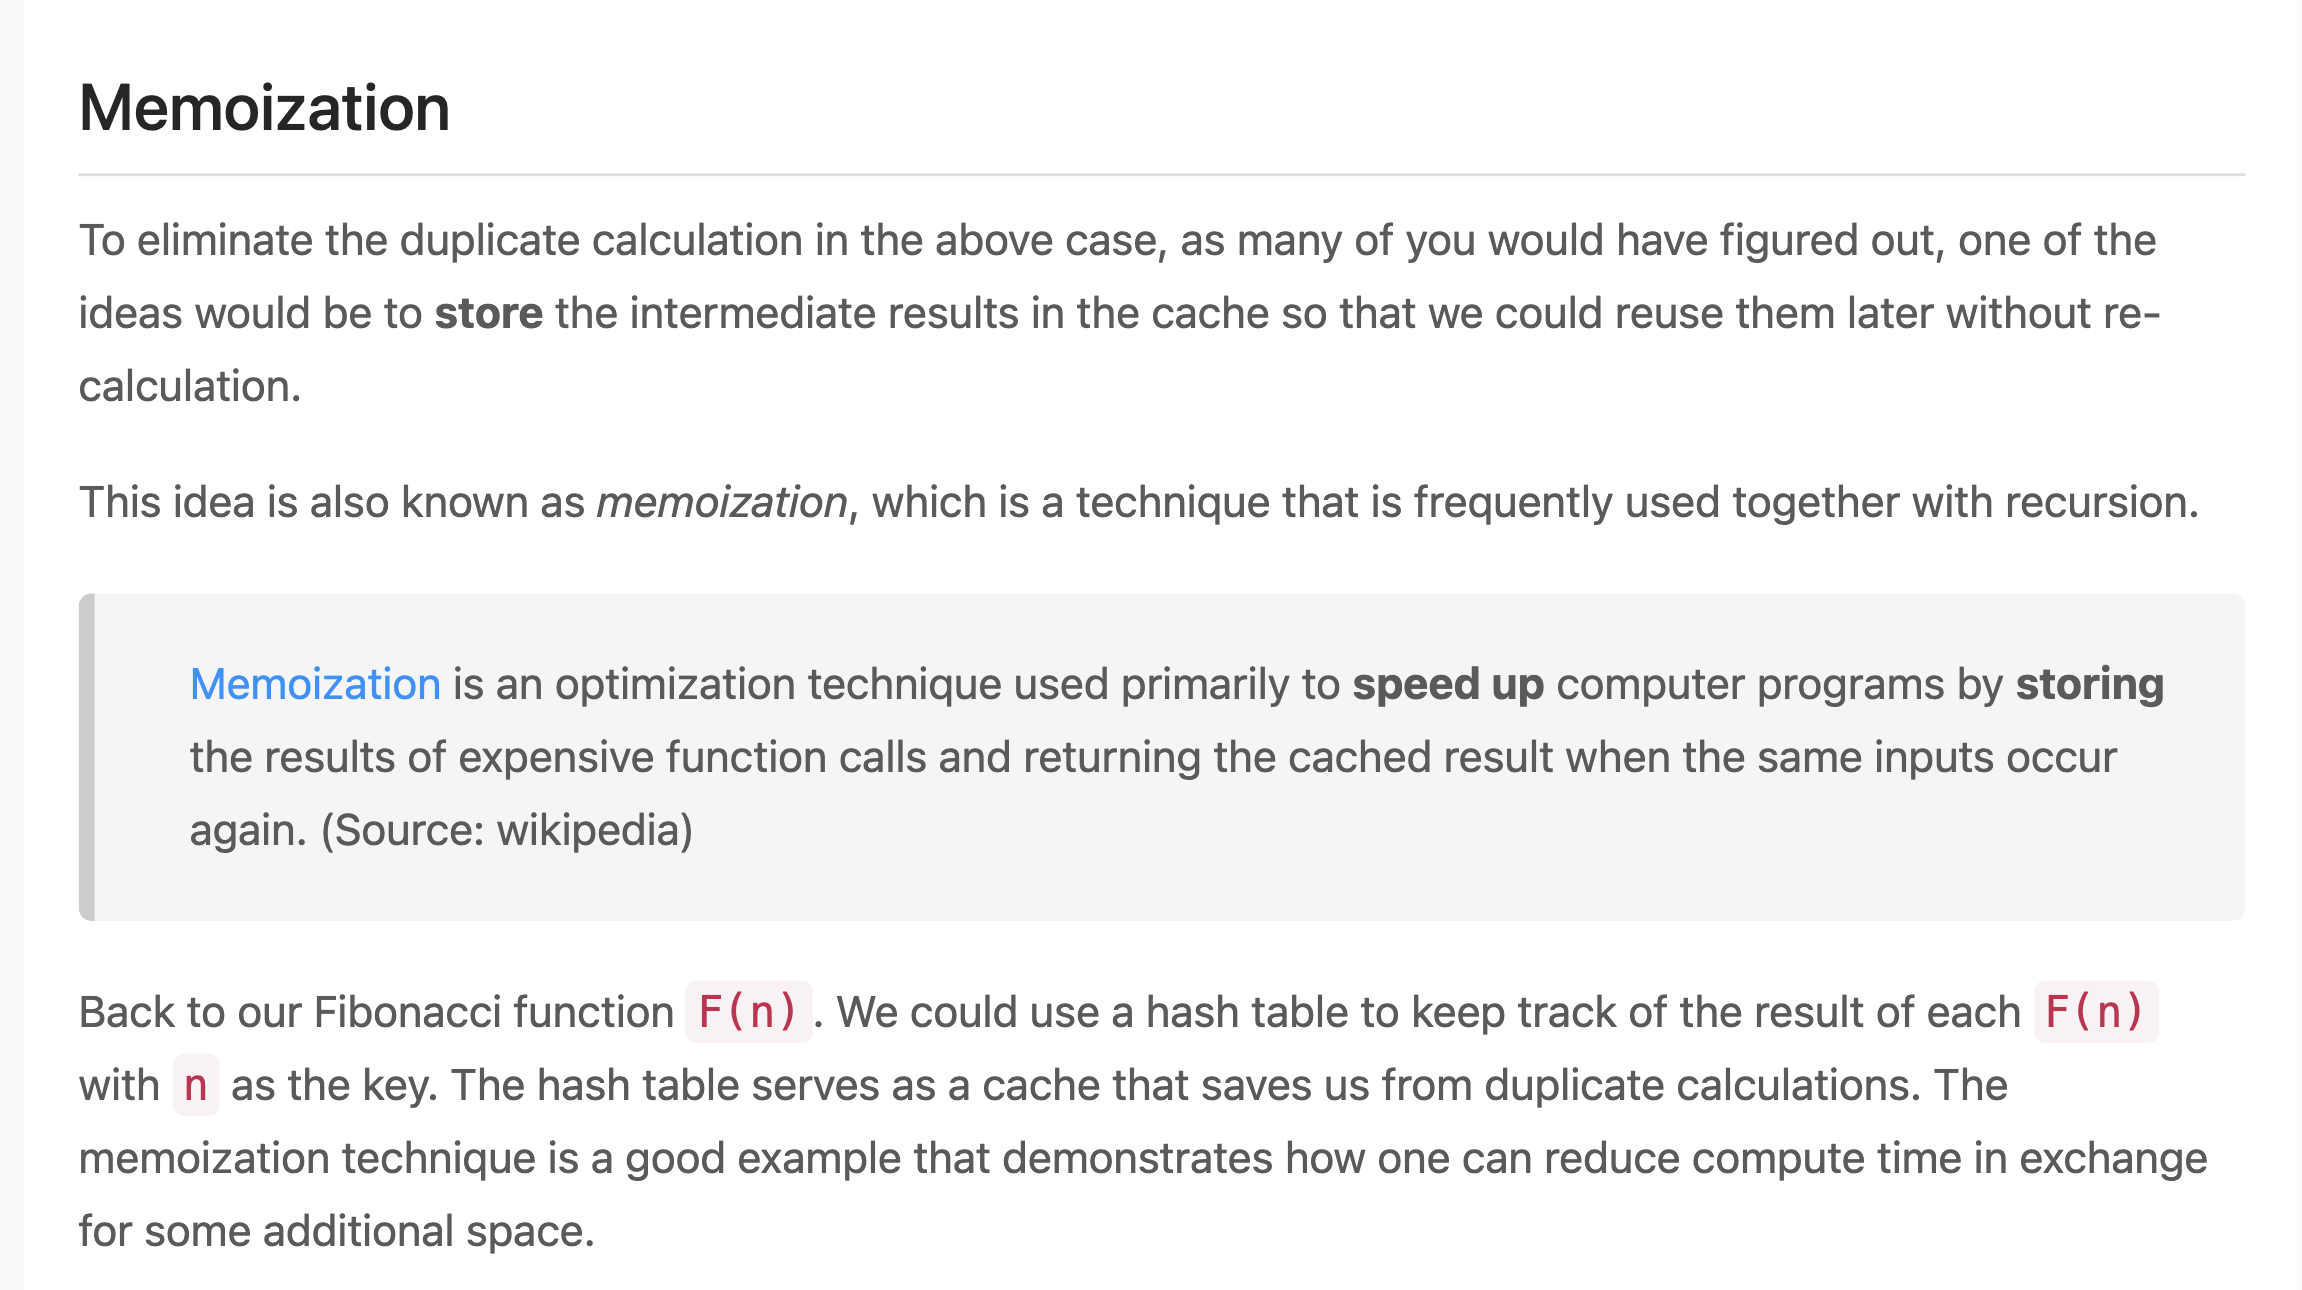 Memoization
To eliminate the duplicate calculation in the above case, as many of you would have figured out, one of the
ideas would be to store the intermediate results in the cache so that we could reuse them later without re-
calculation.
This idea is also known as memoization, which is a technique that is frequently used together with recursion.
Memoization is an optimization technique used primarily to speed up computer programs by storing
the results of expensive function calls and returning the cached result when the same inputs occur
again. (Source: wikipedia)
Back to our Fibonacci function F(n). We could use a hash table to keep track of the result of each F(n)
with n as the key. The hash table serves as a cache that saves us from duplicate calculations. The
memoization technique is a good example that demonstrates how one can reduce compute time in exchange
for some additional space.